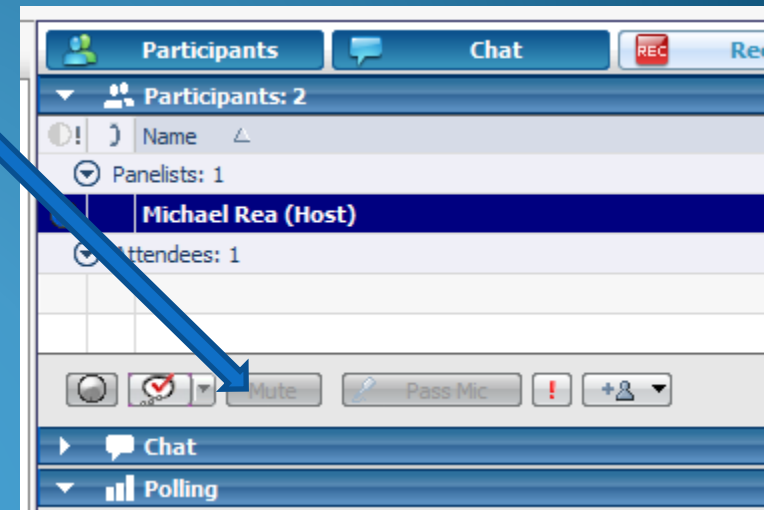 Participants Chat REC Rec
Participants: 2
! Name
Panelists: 1
Michael Rea (Host)
Attendees: 1
Mute Pass Mic ! +
Chat
Polling